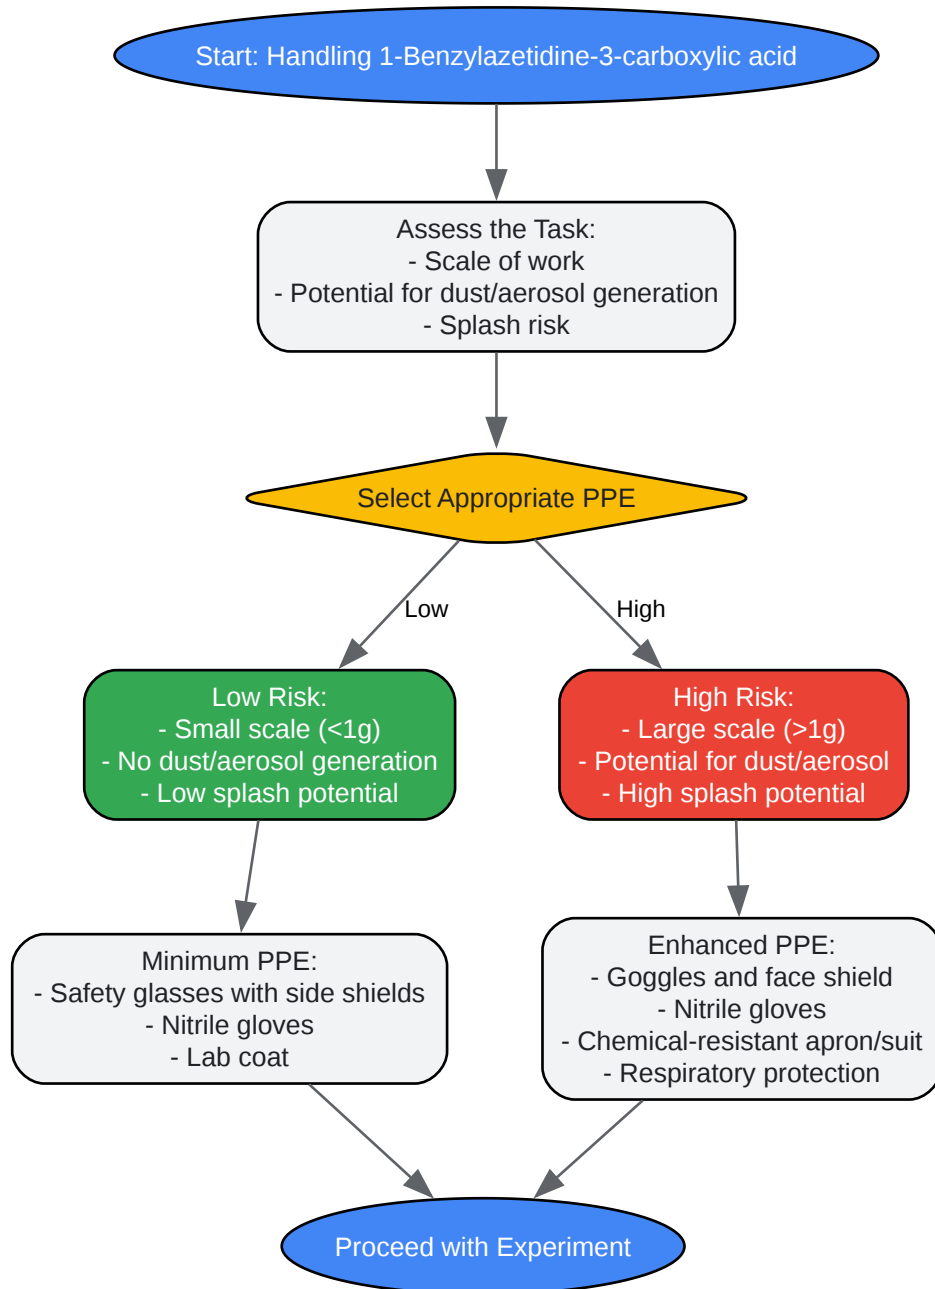 Start: Handling 1-Benzylazetidine-3-carboxylic acid
Assess the Task:
- Scale of work
- Potential for dust/aerosol generation
- Splash risk
Select Appropriate PPE
Low
High
Low Risk:
- Small scale (<1g)
- No dust/aerosol generation
- Low splash potential
High Risk:
- Large scale (>1g)
- Potential for dust/aerosol
- High splash potential
Minimum PPE:
- Safety glasses with side shields
- Nitrile gloves
- Lab coat
Enhanced PPE:
- Goggles and face shield
- Nitrile gloves
- Chemical-resistant apron/suit
- Respiratory protection
Proceed with Experiment